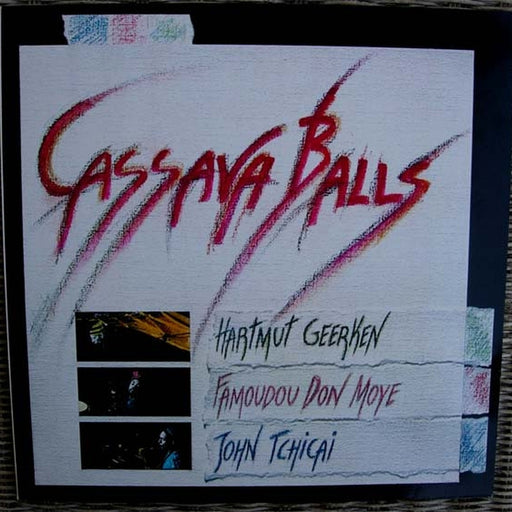 CASSAVA BALLS
HARTMUT GEERKEN
FAMOUDOU DON MOYE
JOHN TCHICAI